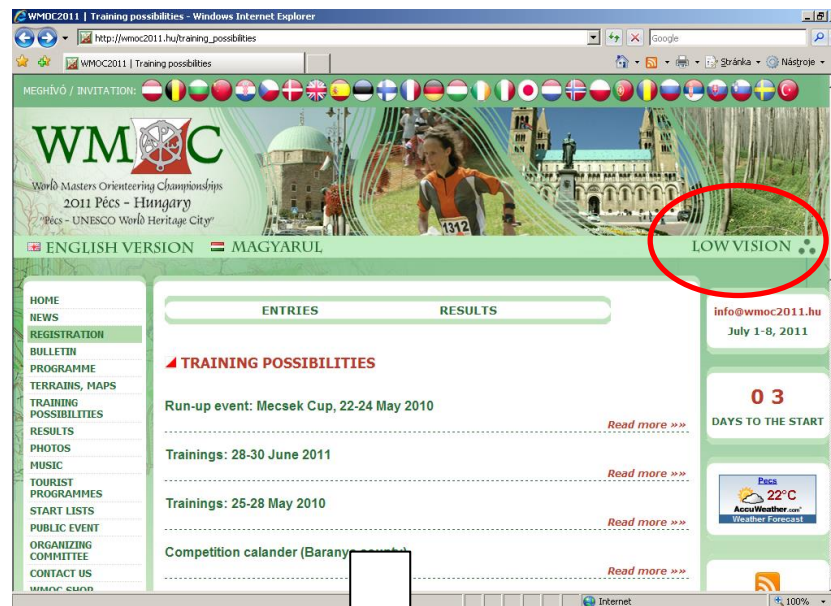 WMOC2011 | Training possibilities - Windows Internet Explorer
http://wmoc2011.hu/training_possibilities
Google
WMOC2011 | Training possibilities
Stránka
Nástroje
MEGHÍVÓ / INVITATION:
WMOC
World Masters Orienteering Championships
2011 Pécs - Hungary
"Pécs - UNESCO World Heritage City"
1312
ENGLISH VERSION MAGYARUL
LOW VISION
HOME
NEWS
REGISTRATION
BULLETIN
PROGRAMME
TERRAINS, MAPS
TRAINING
POSSIBILITIES
RESULTS
PHOTOS
MUSIC
TOURIST
PROGRAMMES
START LISTS
PUBLIC EVENT
ORGANIZING
COMMITTEE
CONTACT US
WMOC SHOP
ENTRIES RESULTS
TRAINING POSSIBILITIES
Run-up event: Mecsek Cup, 22-24 May 2010
Read more »»
Trainings: 28-30 June 2011
Read more »»
Trainings: 25-28 May 2010
Read more »»
Competition calander (Baranya county)
Read more »»
info@wmoc2011.hu
July 1-8, 2011
0 3
DAYS TO THE START
Pecs
22°C
AccuWeather.com
Weather Forecast
Internet
100%